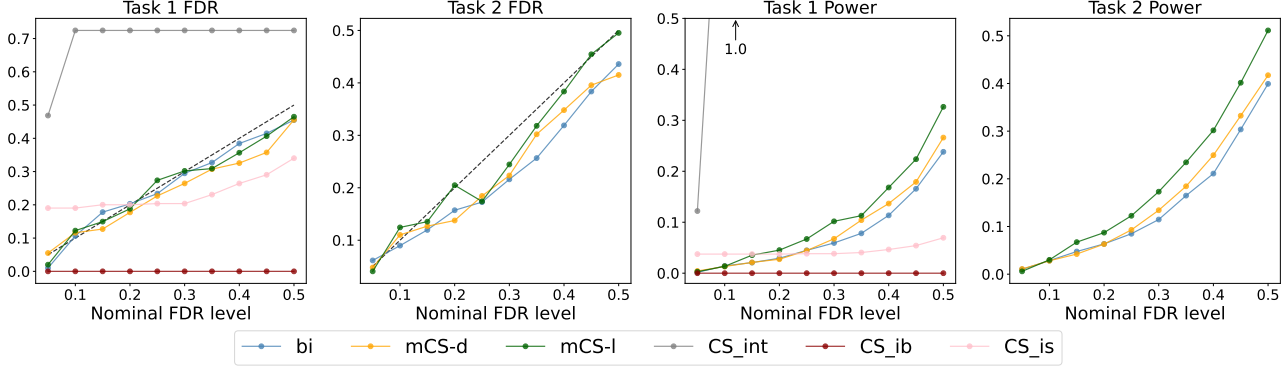 Task 1 FDR
0.7
0.6
0.5
0.4
0.3
0.2
0.1
0.0
0.1 0.2 0.3 0.4 0.5
Nominal FDR level
Task 2 FDR
0.5
0.4
0.3
0.2
0.1
0.1 0.2 0.3 0.4 0.5
Nominal FDR level
Task 1 Power
0.5
0.4
0.3
0.2
0.1
0.0
1.0
0.1 0.2 0.3 0.4 0.5
Nominal FDR level
Task 2 Power
0.5
0.4
0.3
0.2
0.1
0.0
0.1 0.2 0.3 0.4 0.5
Nominal FDR level
bi mCS-d mCS-l CS_int CS_ib CS_is